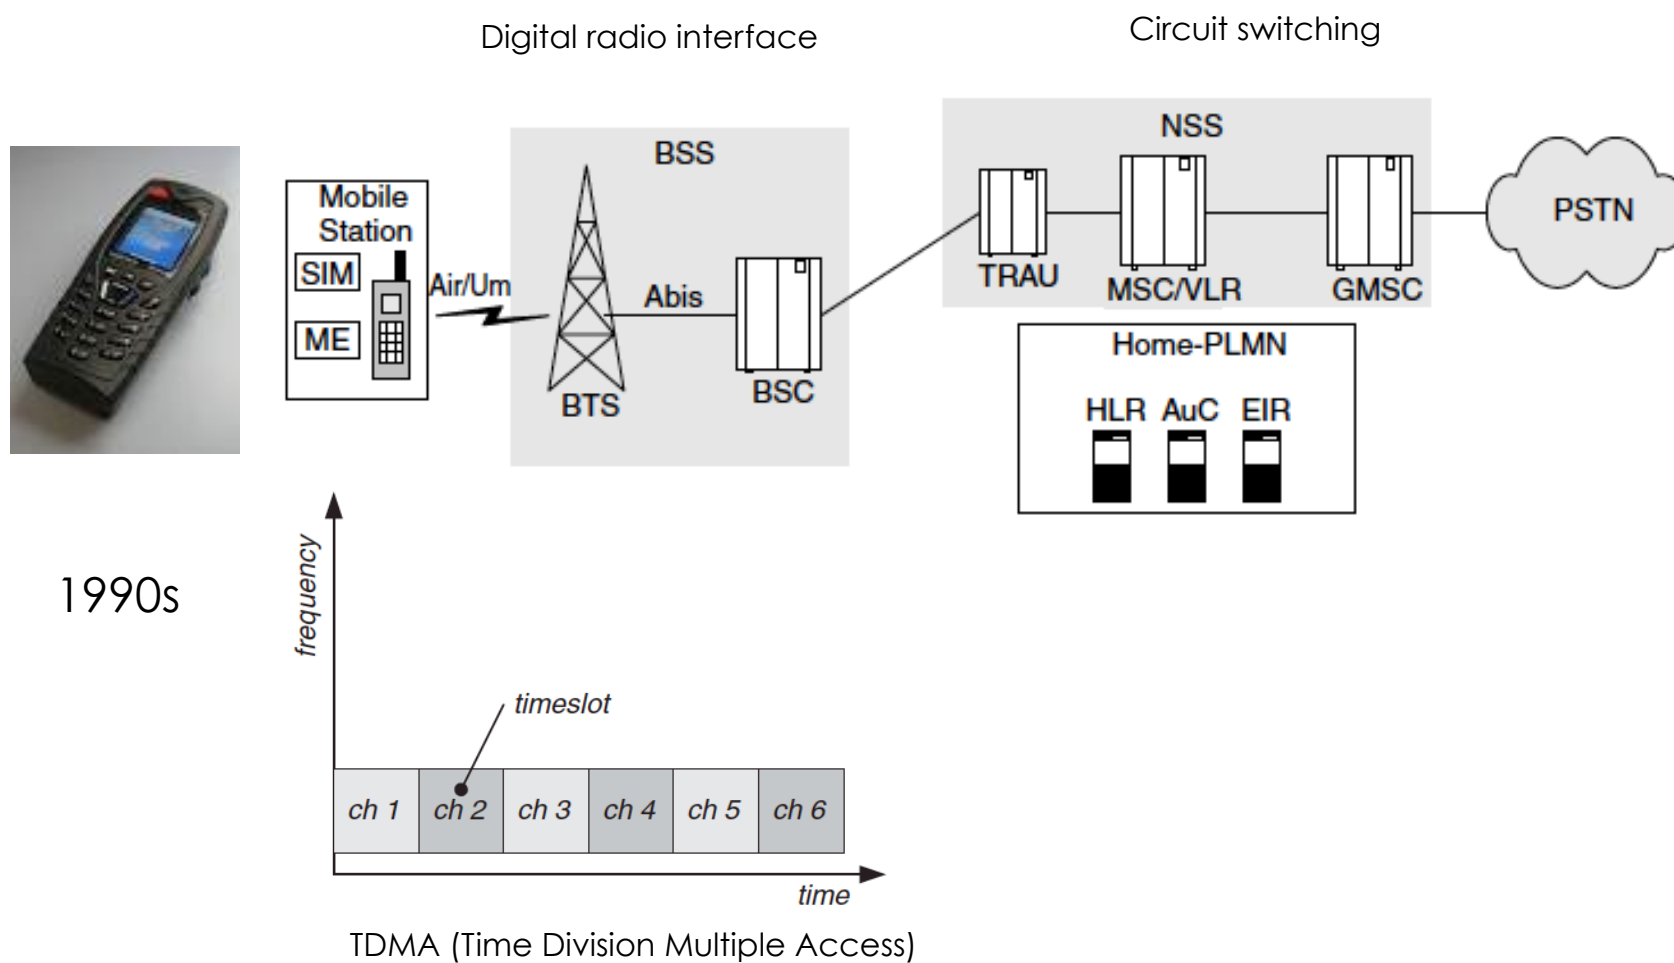 Digital radio interface
Circuit switching
BSS
NSS
Mobile
Station
SIM
ME
Air/Um
Abis
BTS
BSC
TRAU
MSC/VLR
GMSC
PSTN
Home-PLMN
HLR AuC EIR
1990s
frequency
timeslot
ch 1 ch 2 ch 3 ch 4 ch 5 ch 6
time
TDMA (Time Division Multiple Access)